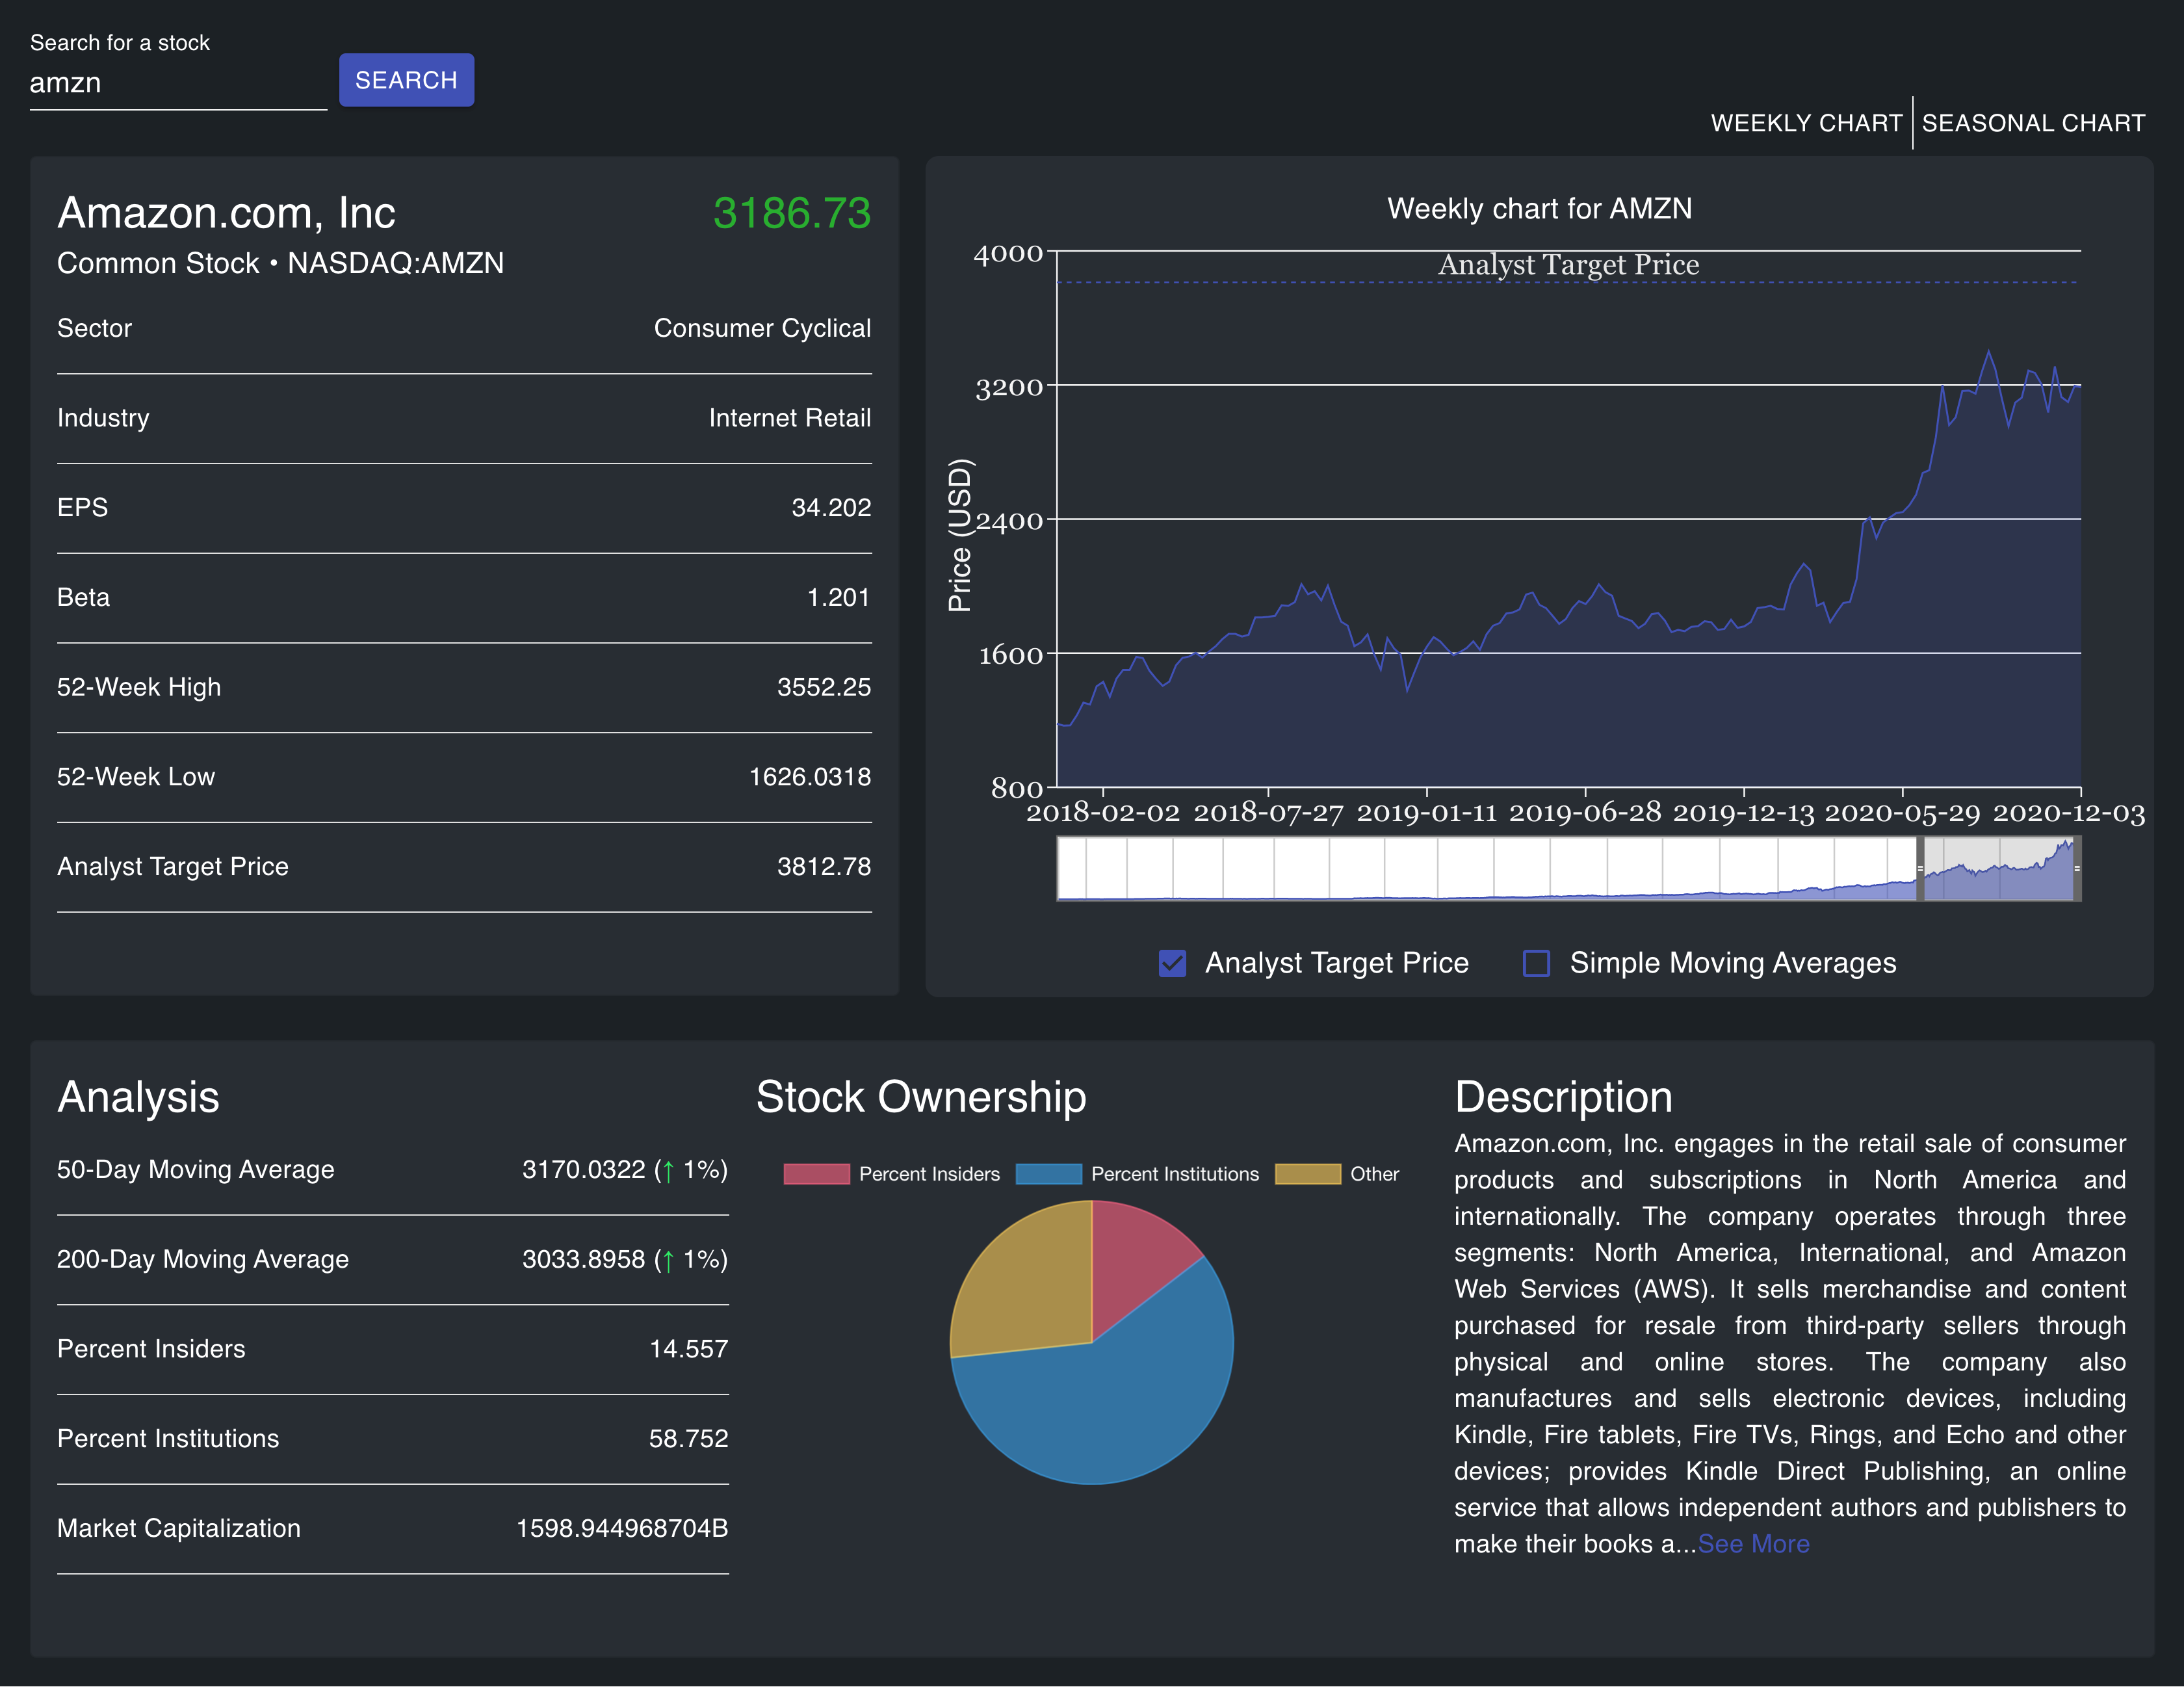 Search for a stock
amzn
SEARCH
WEEKLY CHART
SEASONAL CHART
Amazon.com, Inc
3186.73
Common Stock • NASDAQ:AMZN
Sector
Consumer Cyclical
Industry
Internet Retail
EPS
34.202
Beta
1.201
52-Week High
3552.25
52-Week Low
1626.0318
Analyst Target Price
3812.78
Weekly chart for AMZN
Price (USD)
4000
3200
2400
1600
800
Analyst Target Price
2018-02-02 2018-07-27 2019-01-11 2019-06-28 2019-12-13 2020-05-29 2020-12-03
Analyst Target Price
Simple Moving Averages
Analysis
50-Day Moving Average
3170.0322 (↑ 1%)
200-Day Moving Average
3033.8958 (↑ 1%)
Percent Insiders
14.557
Percent Institutions
58.752
Market Capitalization
1598.944968704B
Stock Ownership
Percent Insiders
Percent Institutions
Other
Description
Amazon.com, Inc. engages in the retail sale of consumer
products and subscriptions in North America and
internationally. The company operates through three
segments: North America, International, and Amazon
Web Services (AWS). It sells merchandise and content
purchased for resale from third-party sellers through
physical and online stores. The company also
manufactures and sells electronic devices, including
Kindle, Fire tablets, Fire TVs, Rings, and Echo and other
devices; provides Kindle Direct Publishing, an online
service that allows independent authors and publishers to
make their books a...See More